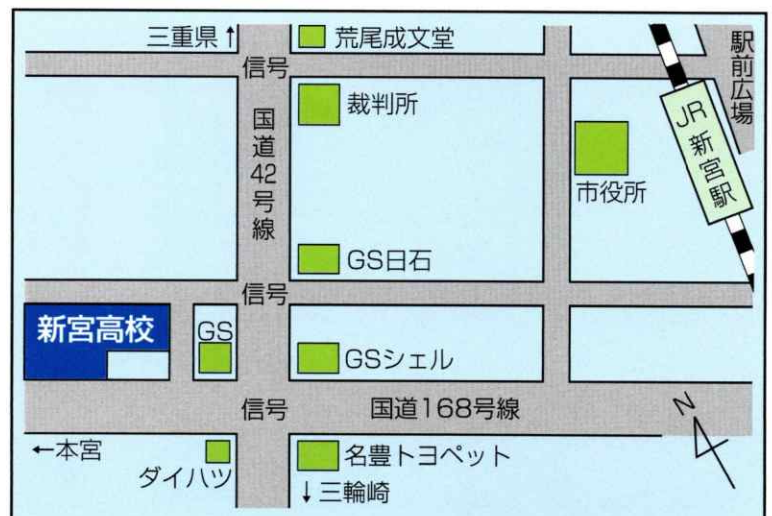 三重県↑
荒尾成文堂
駅前広場
信号
裁判所
国道42号線
JR新宮駅
市役所
GS日石
信号
新宮高校
GS
GSシェル
信号
国道168号線
N
←本宮
ダイハツ
名豊トヨペット
↓三輪崎